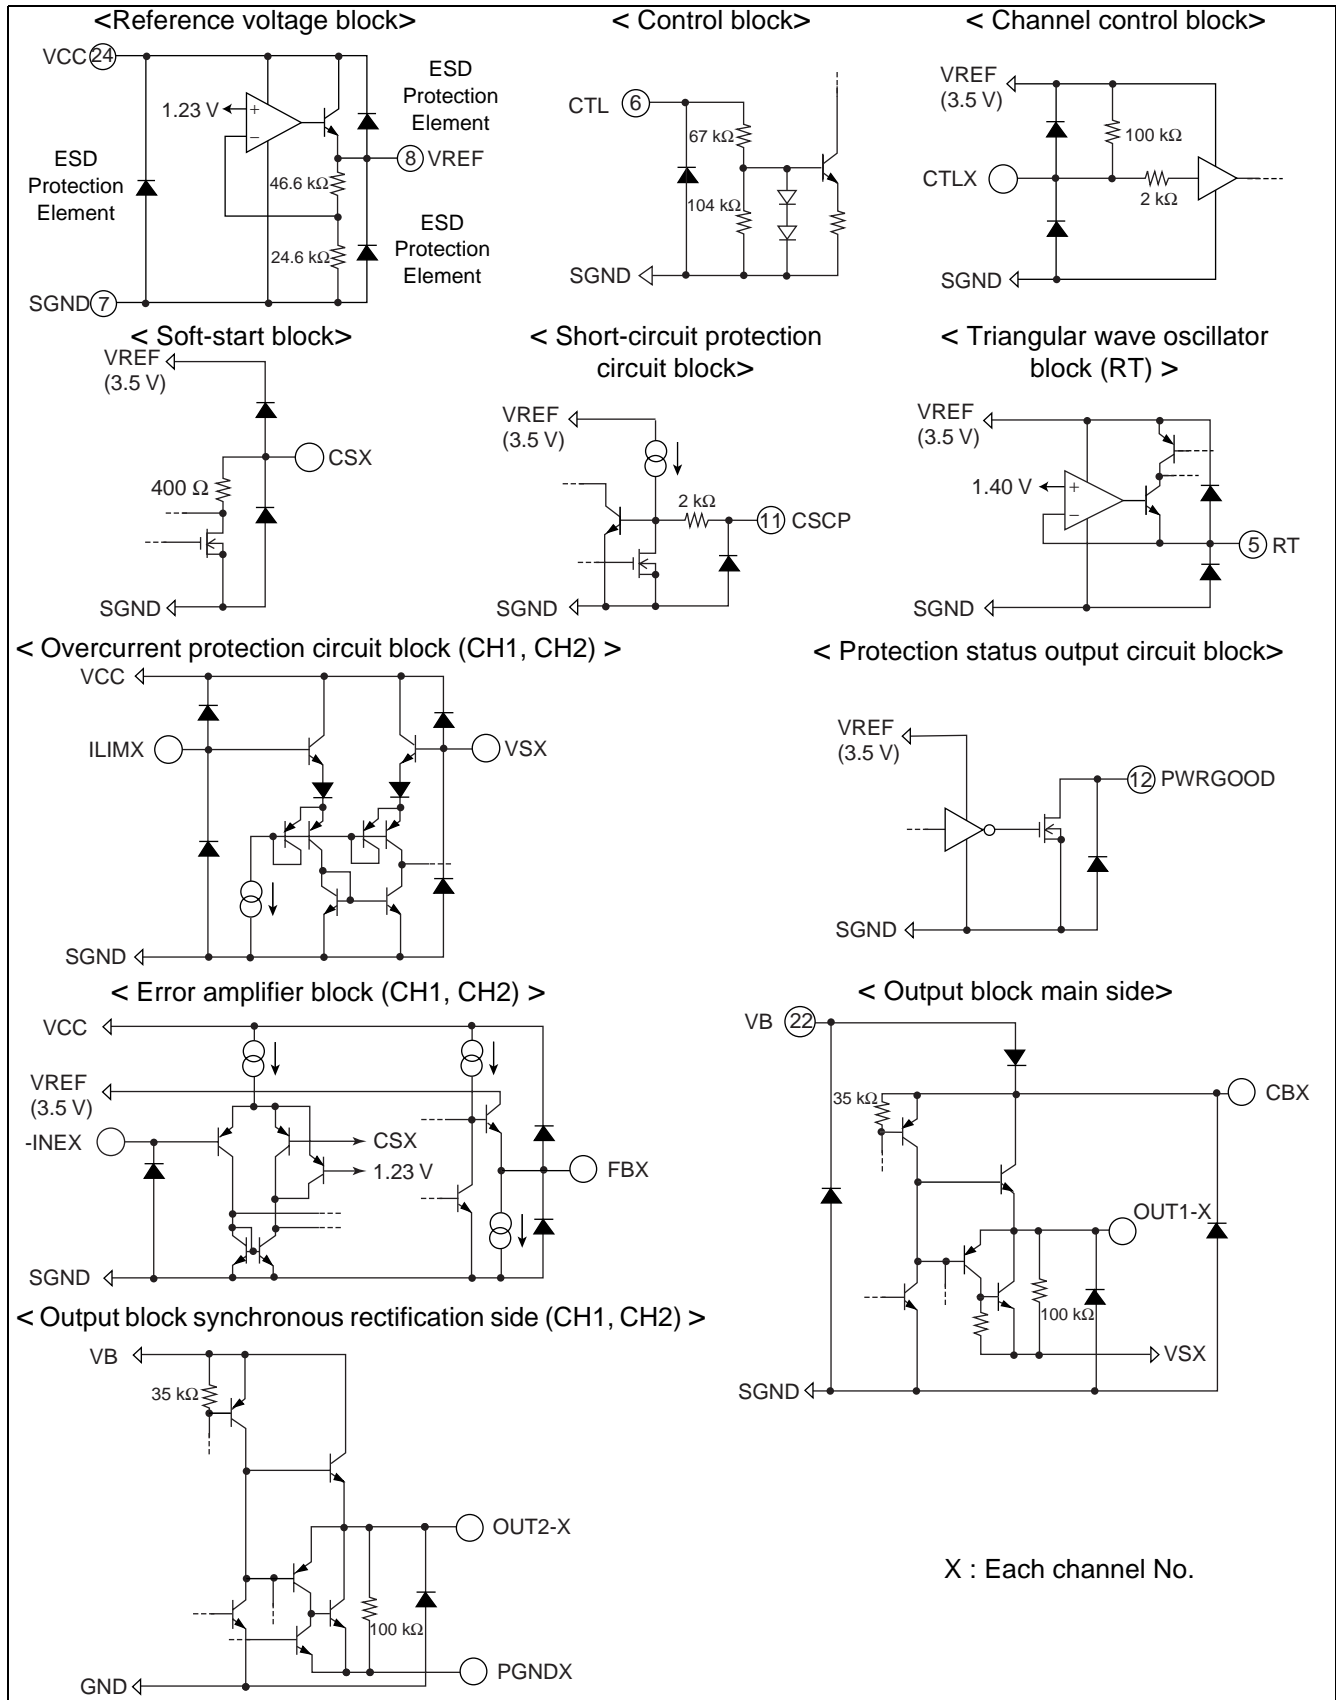 <Reference voltage block>
VCC 24
1.23 V
+
−
ESD
Protection
Element
8 VREF
ESD
Protection
Element
46.6 kΩ
24.6 kΩ
ESD
Protection
Element
SGND 7
< Control block>
CTL 6
67 kΩ
104 kΩ
SGND
< Channel control block>
VREF
(3.5 V)
100 kΩ
CTLX
2 kΩ
SGND
< Soft-start block>
VREF
(3.5 V)
CSX
400 Ω
SGND
< Short-circuit protection
circuit block>
VREF
(3.5 V)
2 kΩ
11 CSCP
SGND
< Triangular wave oscillator
block (RT) >
VREF
(3.5 V)
1.40 V
+
−
5 RT
SGND
< Overcurrent protection circuit block (CH1, CH2) >
VCC
ILIMX
VSX
SGND
< Protection status output circuit block>
VREF
(3.5 V)
12 PWRGOOD
SGND
< Error amplifier block (CH1, CH2) >
VCC
VREF
(3.5 V)
-INEX
CSX
1.23 V
FBX
SGND
< Output block main side>
VB 22
35 kΩ
CBX
OUT1-X
100 kΩ
VSX
SGND
< Output block synchronous rectification side (CH1, CH2) >
VB
35 kΩ
OUT2-X
100 kΩ
PGNDX
GND
X : Each channel No.